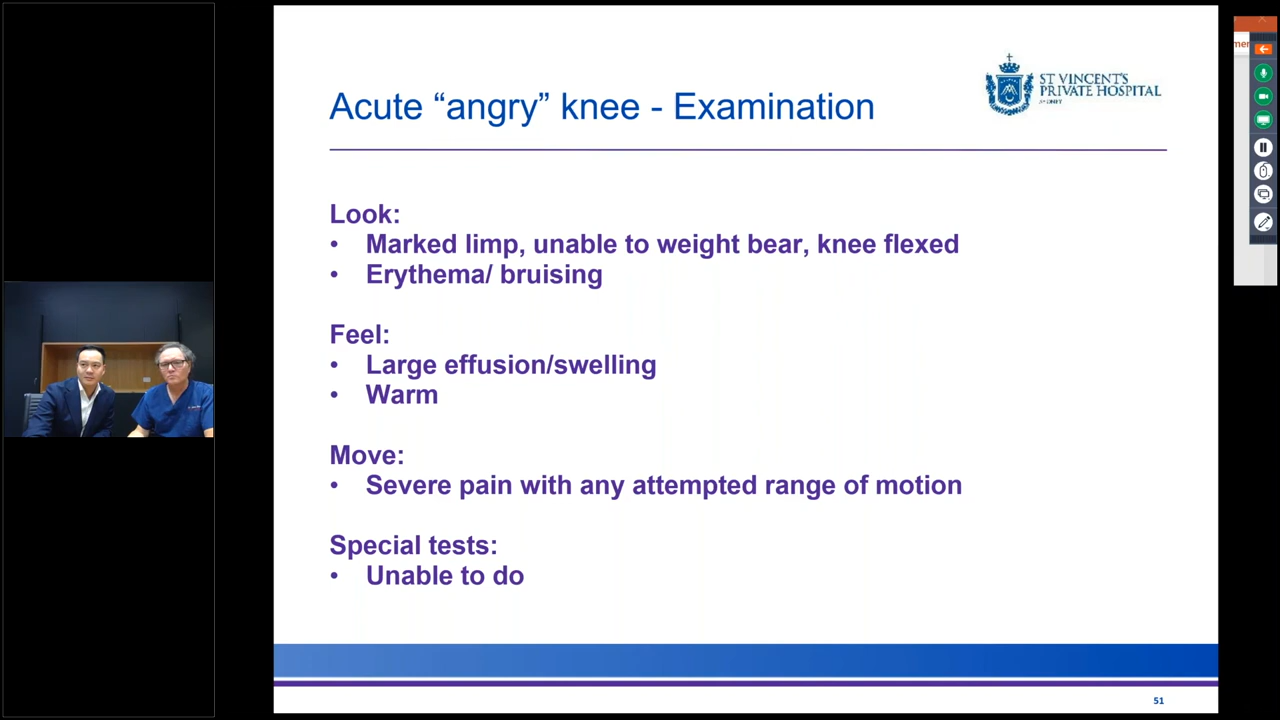 Acute “angry” knee - Examination
ST VINCENT'S
PRIVATE HOSPITAL
SYDNEY
Look:
• Marked limp, unable to weight bear, knee flexed
• Erythema/ bruising
Feel:
• Large effusion/swelling
• Warm
Move:
• Severe pain with any attempted range of motion
Special tests:
• Unable to do
51